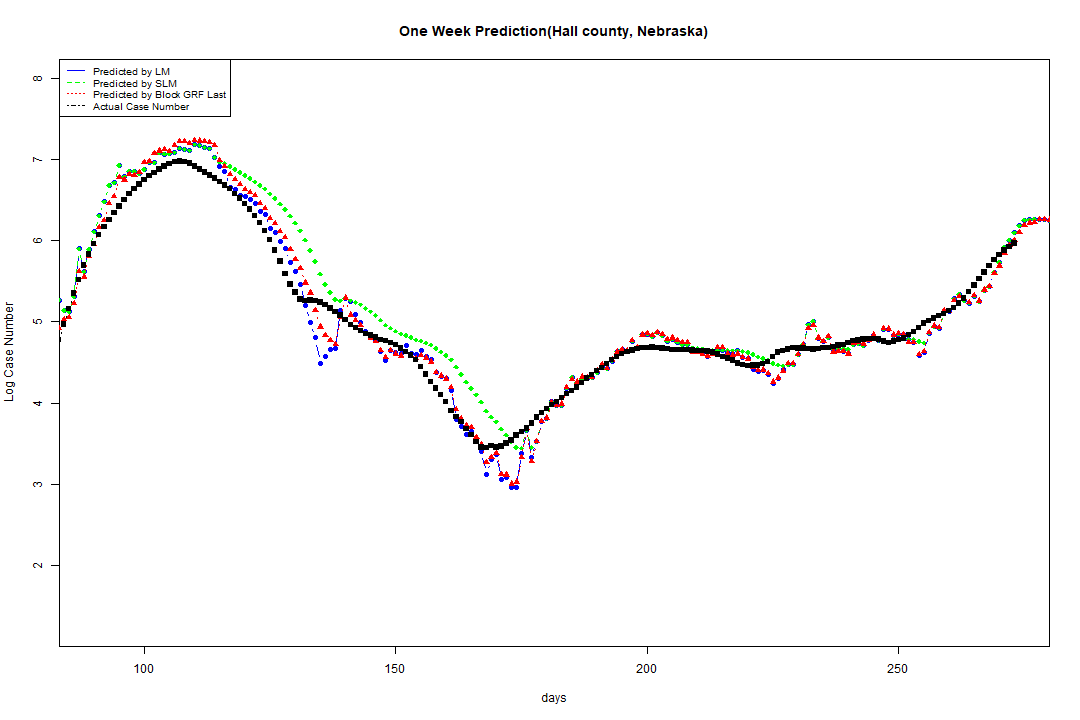 One Week Prediction(Hall county, Nebraska)
Predicted by LM
Predicted by SLM
Predicted by Block GRF Last
Actual Case Number
8
7
6
5
4
3
2
Log Case Number
100 150 200 250
days